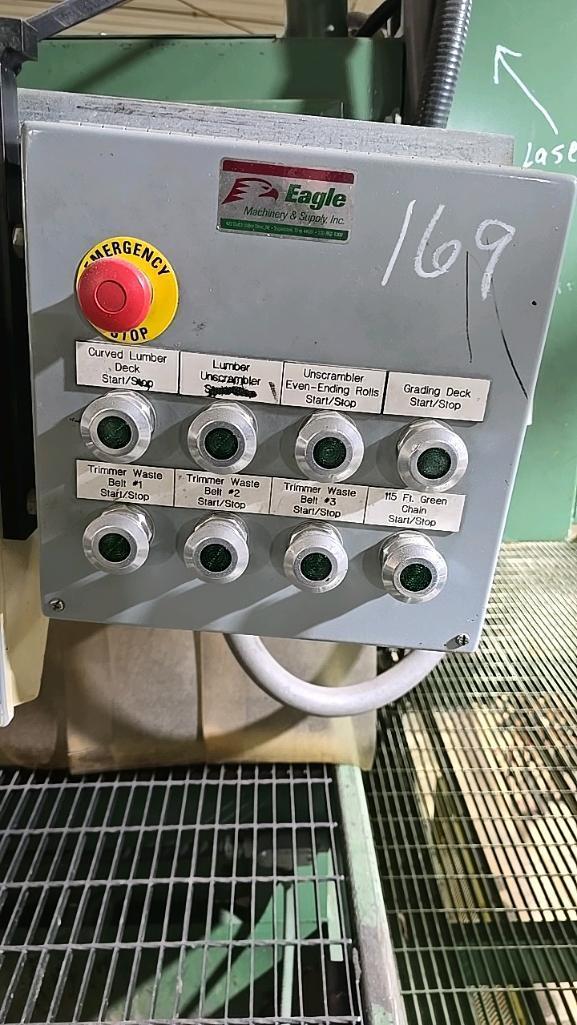 Lase
Eagle
Machinery & Supply, Inc.
169
EMERGENCY
STOP
Curved Lumber
Deck
Start/Stop
Lumber
Unscrambler
Unscrambler
Even-Ending Rolls
Start/Stop
Grading Deck
Start/Stop
Trimmer Waste
Belt #1
Start/Stop
Trimmer Waste
Belt #2
Start/Stop
Trimmer Waste
Belt #3
Start/Stop
115 Ft. Green
Chain
Start/Stop